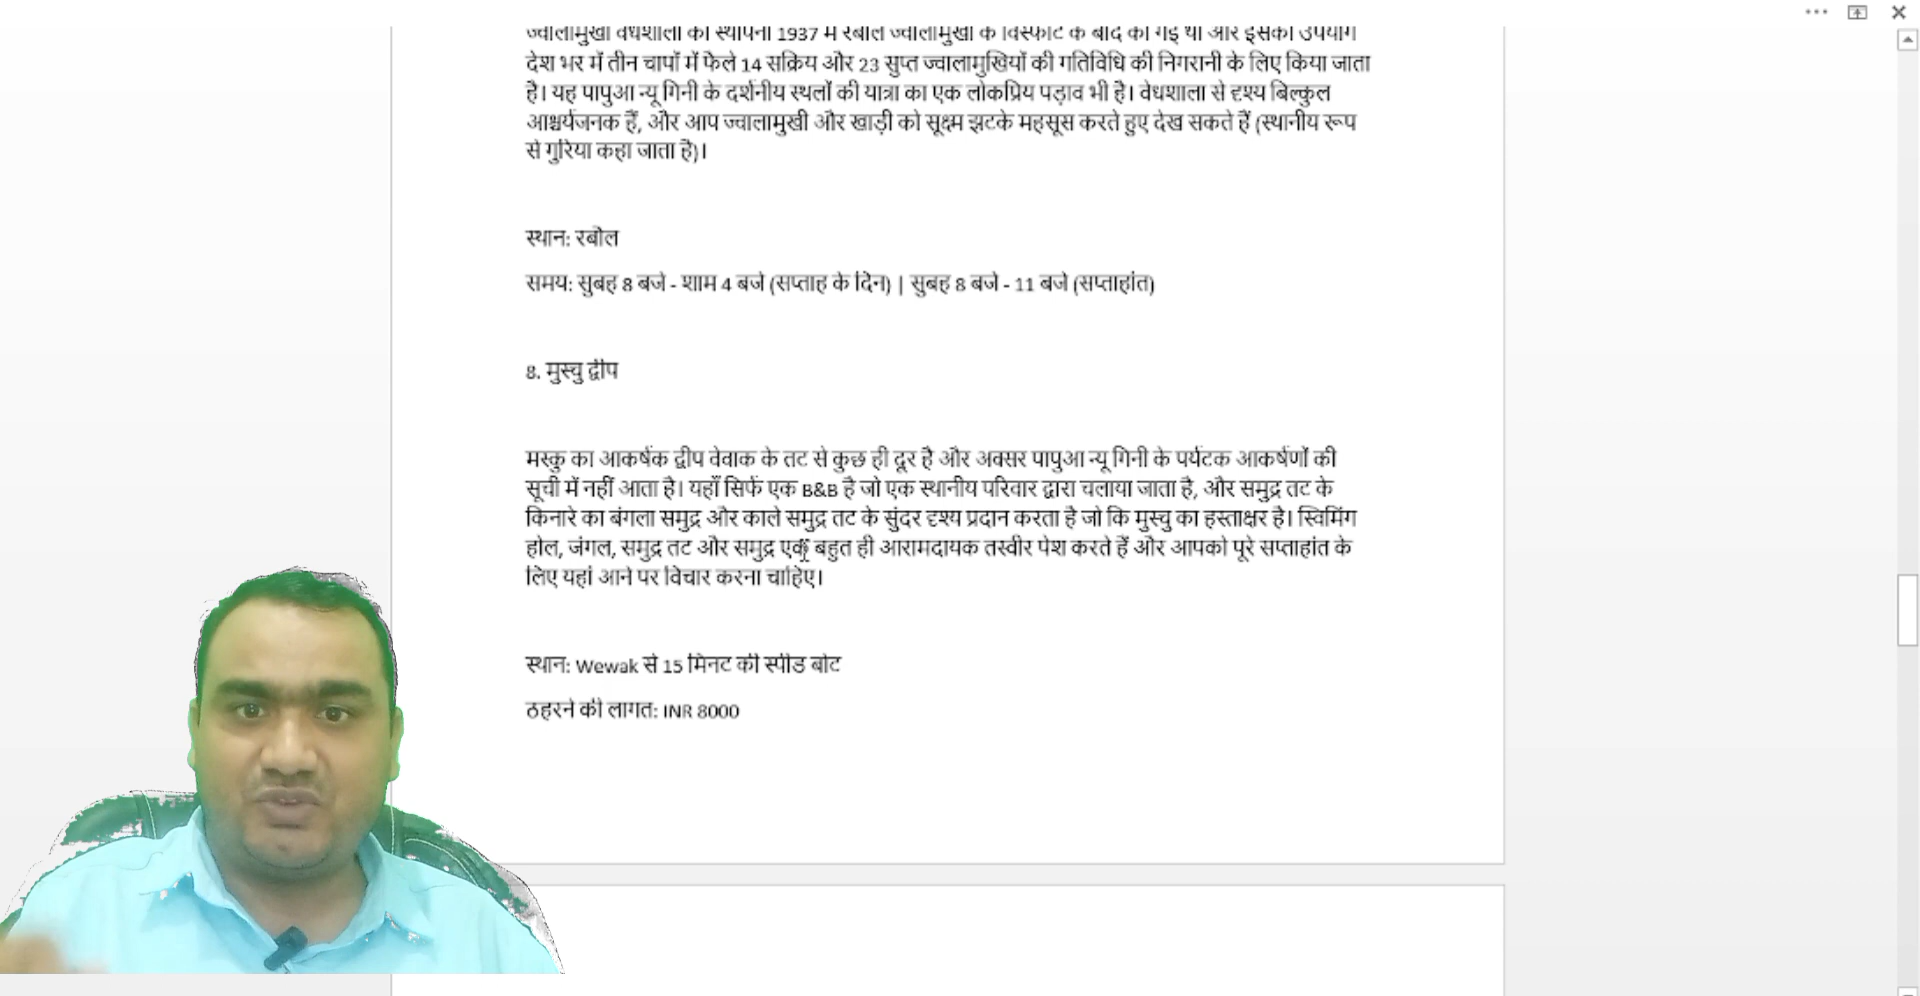 ज्वालामुखी वेधशाला की स्थापना 1937 में रबौल ज्वालामुखी के विस्फोट के बाद की गई थी और इसका उपयोग
देश भर में तीन चापों में फैले 14 सक्रिय और 23 सुप्त ज्वालामुखियों की गतिविधि की निगरानी के लिए किया जाता
है। यह पापुआ न्यू गिनी के दर्शनीय स्थलों की यात्रा का एक लोकप्रिय पड़ाव भी है। वेधशाला से दृश्य बिल्कुल
आश्चर्यजनक हैं, और आप ज्वालामुखी और खाड़ी को सूक्ष्म झटके महसूस करते हुए देख सकते हैं (स्थानीय रूप
से गुरिया कहा जाता है)।
स्थान: रबौल
समय: सुबह 8 बजे - शाम 4 बजे (सप्ताह के दिन) | सुबह 8 बजे - 11 बजे (सप्ताहांत)
8. मुस्चु द्वीप
मस्कु का आकर्षक द्वीप वेवाक के तट से कुछ ही दूर है और अक्सर पापुआ न्यू गिनी के पर्यटक आकर्षणों की
सूची में नहीं आता है। यहाँ सिर्फ एक B&B है जो एक स्थानीय परिवार द्वारा चलाया जाता है, और समुद्र तट के
किनारे का बंगला समुद्र और काले समुद्र तट के सुंदर दृश्य प्रदान करता है जो कि मुस्चु का हस्ताक्षर है। स्विमिंग
होल, जंगल, समुद्र तट और समुद्र एक बहुत ही आरामदायक तस्वीर पेश करते हैं और आपको पूरे सप्ताहांत के
लिए यहां आने पर विचार करना चाहिए।
स्थान: Wewak से 15 मिनट की स्पीड बोट
ठहरने की लागत: INR 8000